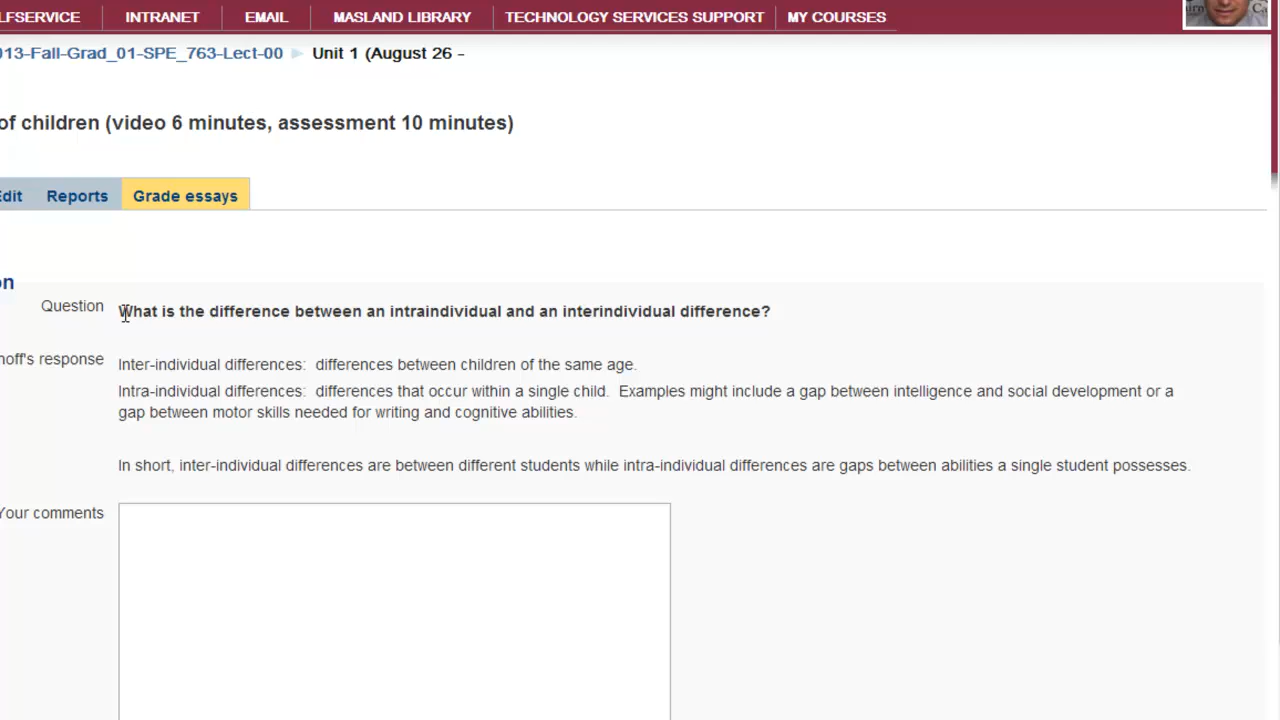 LFSERVICE INTRANET EMAIL MASLAND LIBRARY TECHNOLOGY SERVICES SUPPORT MY COURSES
013-Fall-Grad_01-SPE_763-Lect-00 Unit 1 (August 26 -
of children (video 6 minutes, assessment 10 minutes)
Edit Reports Grade essays
on
Question What is the difference between an intraindividual and an interindividual difference?
noff's response Inter-individual differences: differences between children of the same age.
Intra-individual differences: differences that occur within a single child. Examples might include a gap between intelligence and social development or a
gap between motor skills needed for writing and cognitive abilities.
In short, inter-individual differences are between different students while intra-individual differences are gaps between abilities a single student possesses.
Your comments